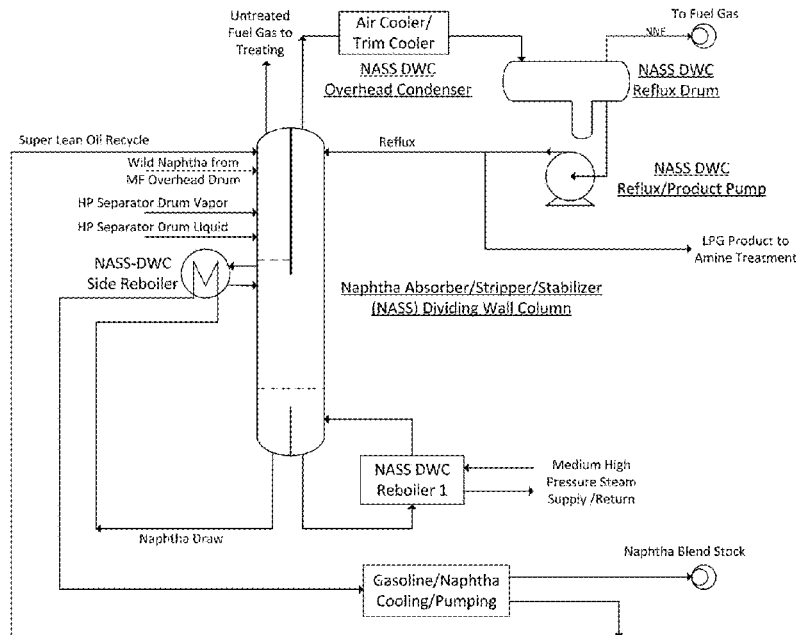 Untreated
Fuel Gas to
Treating
Air Cooler/
Trim Cooler
NASS DWC
Overhead Condenser
To Fuel Gas
NNF
NASS DWC
Reflux Drum
Super Lean Oil Recycle
Reflux
Wild Naphtha from
MF Overhead Drum
NASS DWC
Reflux/Product Pump
HP Separator Drum Vapor
HP Separator Drum Liquid
LPG Product to
Amine Treatment
NASS-DWC
Side Reboiler
Naphtha Absorber/Stripper/Stabilizer
(NASS) Dividing Wall Column
NASS DWC
Reboiler 1
Medium High
Pressure Steam
Supply /Return
Naphtha Draw
Naphtha Blend Stock
Gasoline/Naphtha
Cooling/Pumping